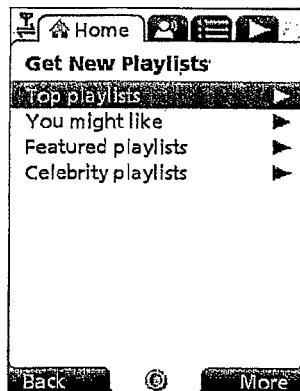 Home
Get New Playlists
Top playlists
You might like
Featured playlists
Celebrity playlists
Back More